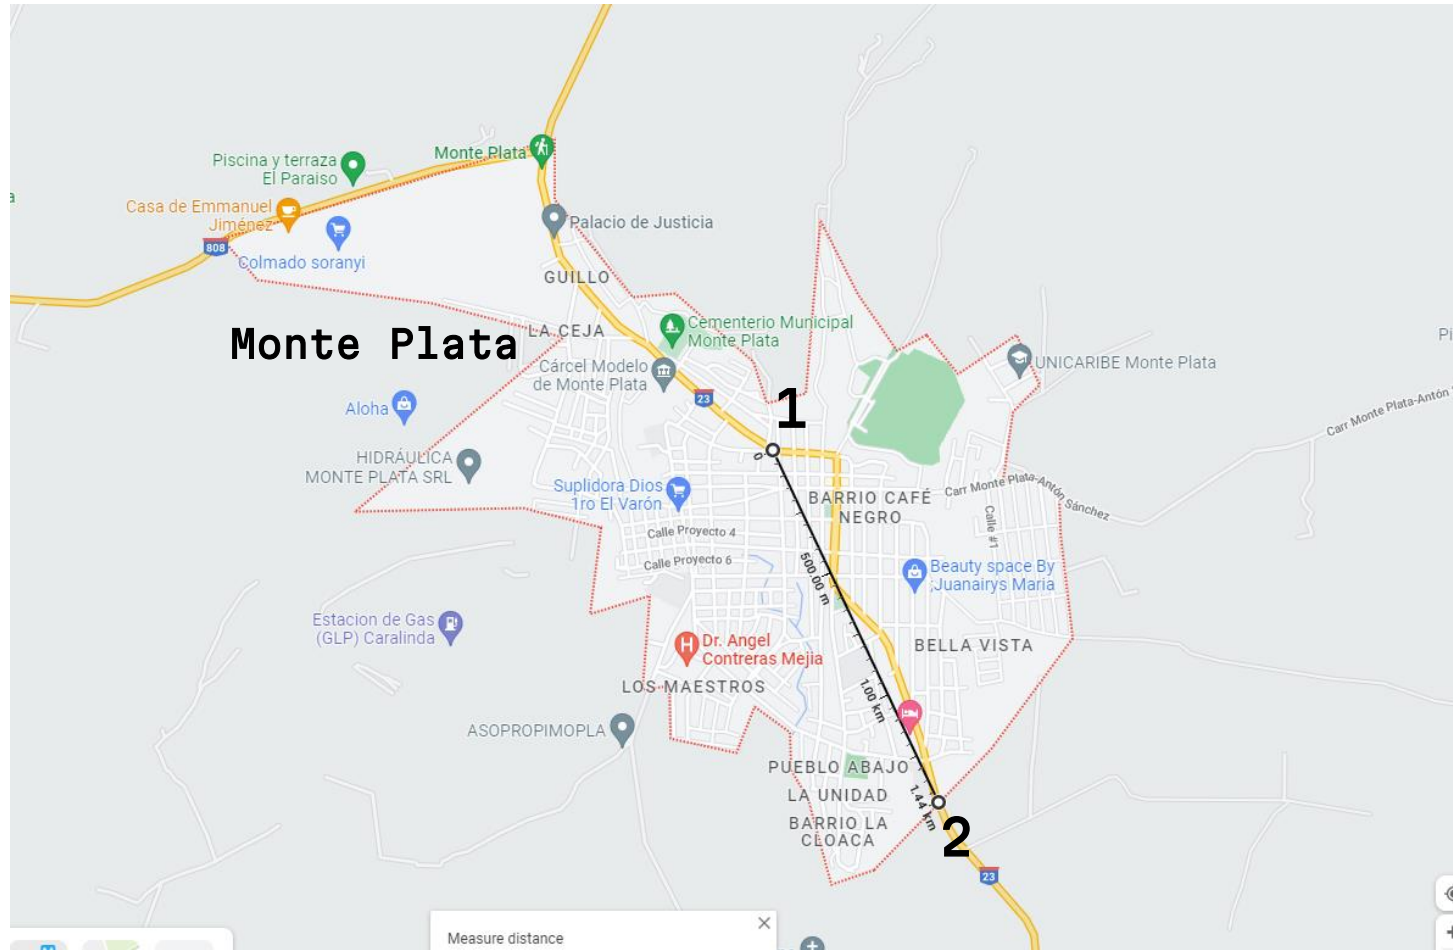 Monte Plata
Piscina y terraza
El Paraiso
Casa de Emmanuel
Jiménez
808
Colmado soranyi
Palacio de Justicia
GUILLO
LA CEJA
Monte Plata
Cementerio Municipal
Monte Plata
Cárcel Modelo
de Monte Plata
23
UNICARIBE Monte Plata
Pi
Aloha
1
Carr Monte Plata-Antón
HIDRÁULICA
MONTE PLATA SRL
0
Suplidora Dios
1ro El Varón
BARRIO CAFÉ
NEGRO
Carr Monte Plata-Antón Sánchez
Calle #1
Calle Proyecto 4
Calle Proyecto 6
500.00 m
Beauty space By
;Juanairys Maria
Estacion de Gas
(GLP) Caralinda
H
Dr. Angel
Contreras Mejia
BELLA VISTA
LOS MAESTROS
1.00 km
ASOPROPIMOPLA
PUEBLO ABAJO
LA UNIDAD
BARRIO LA
CLOACA
1.44 km
2
23
Measure distance